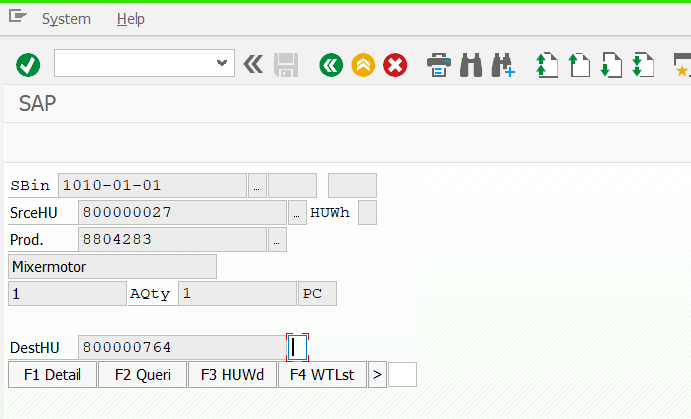 System Help
SAP
SBin 1010-01-01 ...
SrceHU 800000027 ... HUWh
Prod. 8804283 ...
Mixermotor
1 AQty 1 PC
DestHU 800000764
F1 Detail F2 Queri F3 HUWd F4 WTLst >